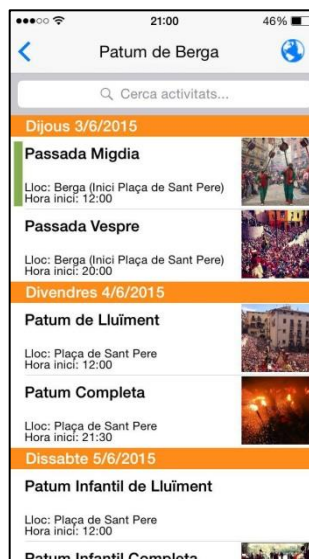 21:00
46%
Patum de Berga
Cerca activitats...
Dijous 3/6/2015
Passada Migdia
Lloc: Berga (Inici Plaça de Sant Pere)
Hora inici: 12:00
Passada Vespre
Lloc: Berga (Inici Plaça de Sant Pere)
Hora inici: 20:00
Divendres 4/6/2015
Patum de Lluïment
Lloc: Plaça de Sant Pere
Hora inici: 12:00
Patum Completa
Lloc: Plaça de Sant Pere
Hora inici: 21:30
Dissabte 5/6/2015
Patum Infantil de Lluïment
Lloc: Plaça de Sant Pere
Hora inici: 12:00
Patum Infantil Completa